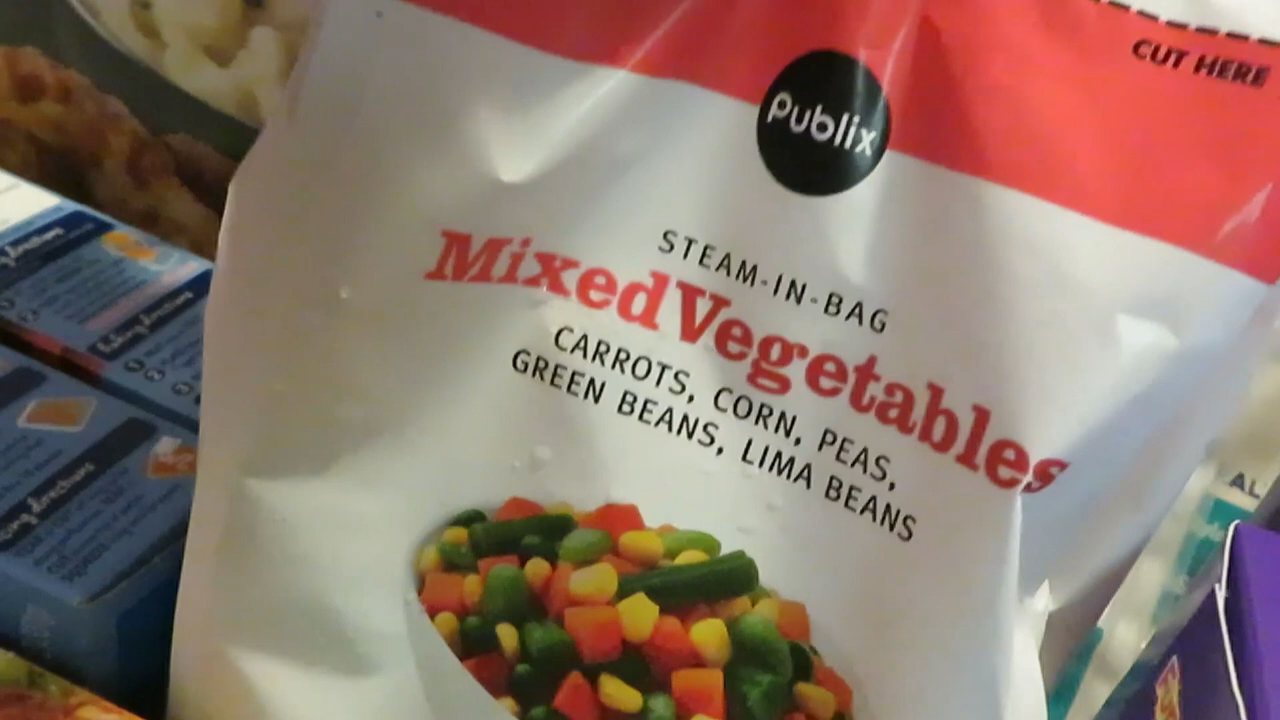 CUT HERE
Publix
STEAM-IN-BAG
Mixed Vegetables
CARROTS, CORN, PEAS,
GREEN BEANS, LIMA BEANS